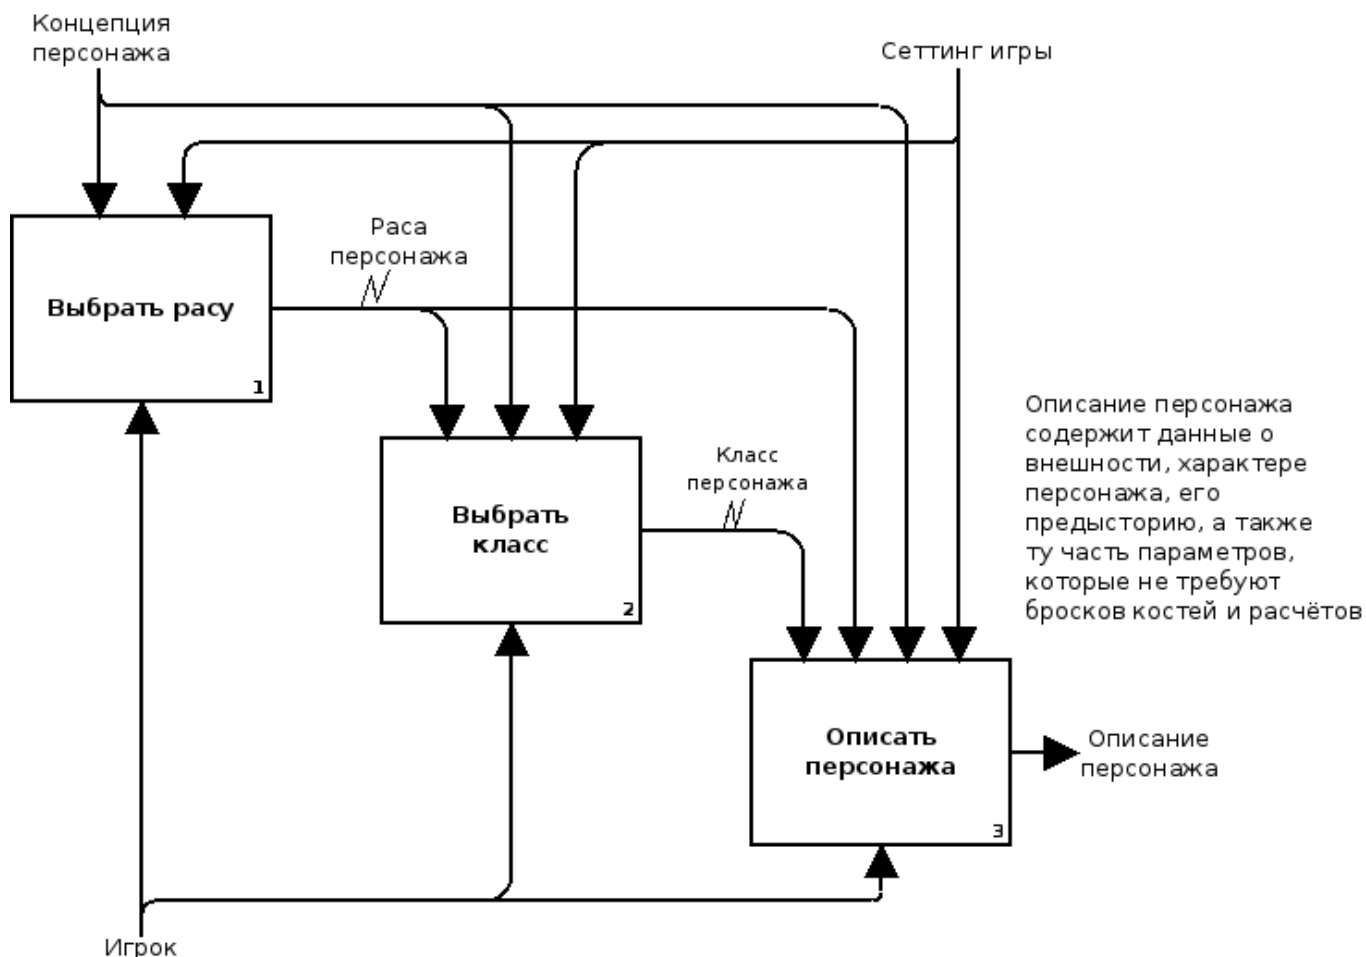 Концепция
персонажа
Сеттинг игры
Раса
персонажа
Выбрать расу
1
Класс
персонажа
Выбрать
класс
2
Описание персонажа
содержит данные о
внешности, характере
персонажа, его
предысторию, а также
ту часть параметров,
которые не требуют
бросков костей и расчётов
Описать
персонажа
3
Описание
персонажа
Игрок